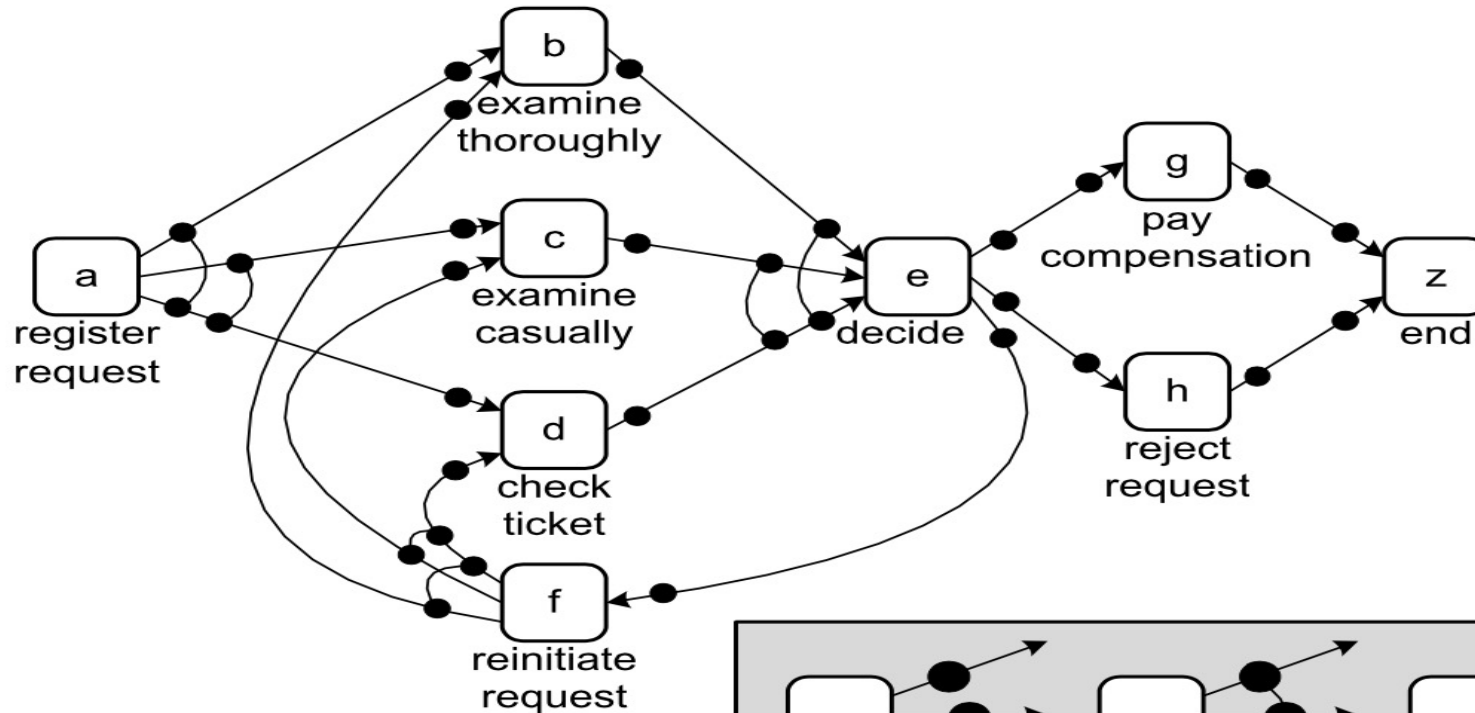 b
examine
thoroughly
a
register
request
c
examine
casually
d
check
ticket
f
reinitiate
request
e
decide
g
pay
compensation
h
reject
request
z
end